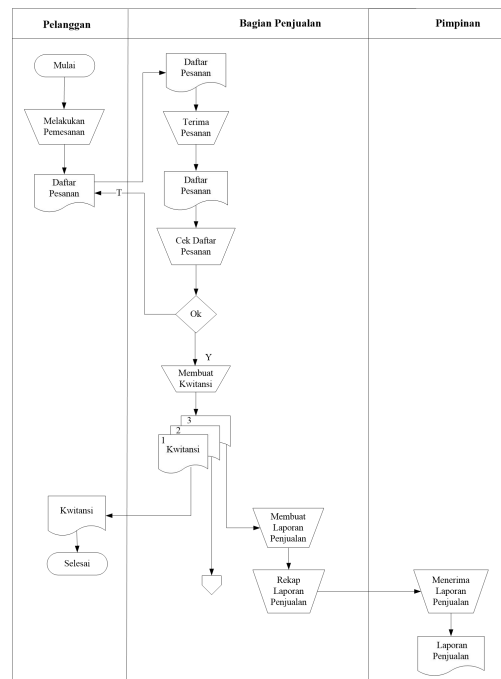 Pelanggan
Bagian Penjualan
Pimpinan
Mulai
Melakukan
Pemesanan
Daftar
Pesanan
Daftar
Pesanan
Terima
Pesanan
Daftar
Pesanan
Cek Daftar
Pesanan
T
Ok
Y
Membuat
Kwitansi
3
2
1
Kwitansi
Kwitansi
Selesai
Membuat
Laporan
Penjualan
Rekap
Laporan
Penjualan
Menerima
Laporan
Penjualan
Laporan
Penjualan